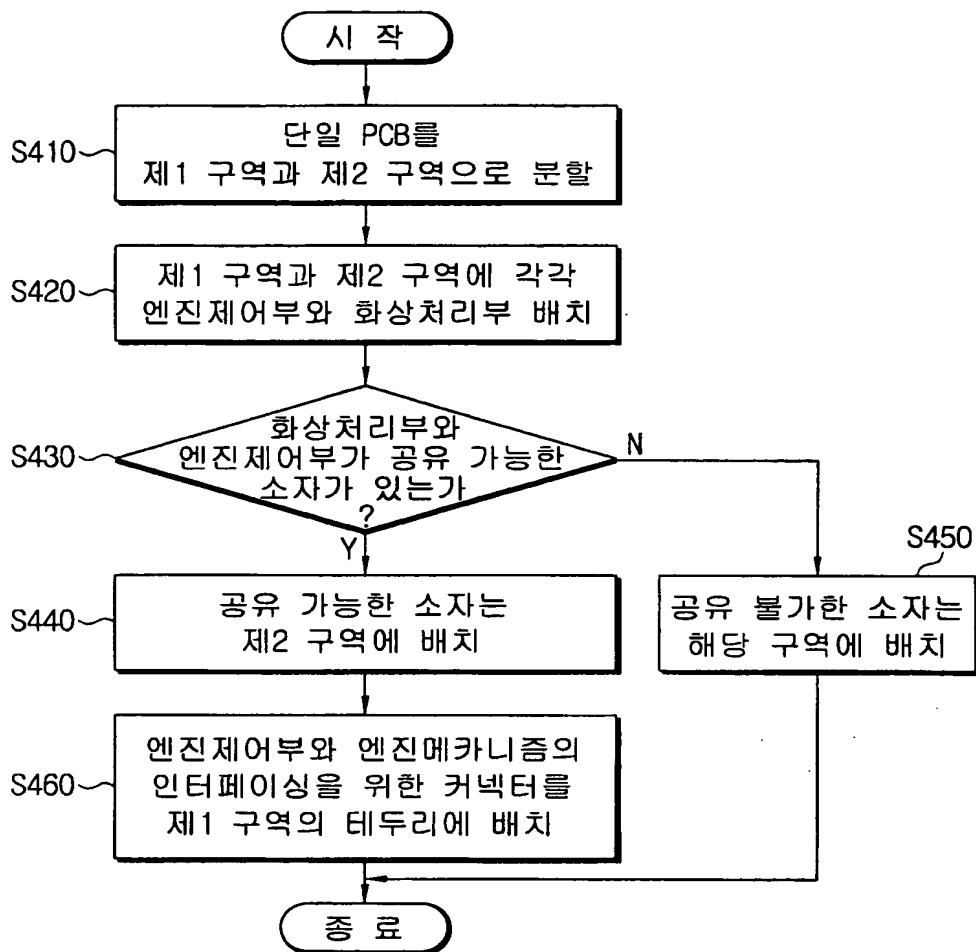 시 작
S410
단일 PCB를
제1 구역과 제2 구역으로 분할
S420
제1 구역과 제2 구역에 각각
엔진제어부와 화상처리부 배치
S430
화상처리부와
엔진제어부가 공유 가능한
소자가 있는가
?
N
Y
S440
공유 가능한 소자는
제2 구역에 배치
S450
공유 불가한 소자는
해당 구역에 배치
S460
엔진제어부와 엔진메카니즘의
인터페이싱을 위한 커넥터를
제1 구역의 테두리에 배치
종 료